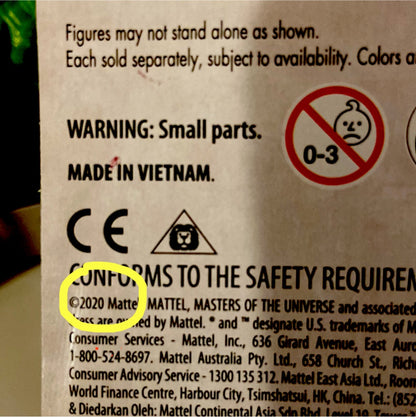 Figures may not stand alone as shown.
Each sold separately, subject to availability. Colors
WARNING: Small parts.
0-3
MADE IN VIETNAM.
CE
CONFORMS TO THE SAFETY REQUIREM
©2020 Mattel MATTEL, MASTERS OF THE UNIVERSE and associated
are owned by Mattel. ® and ™ designate U.S. trademarks of M
Consumer Services - Mattel, Inc., 636 Girard Avenue, East Auro
1-800-524-8697. Mattel Australia Pty. Ltd., 658 Church St., Rich
Consumer Advisory Service - 1300 135 312. Mattel East Asia Ltd., Room
World Finance Centre, Harbour City, Tsimshatsui, HK, China. Tel.: (85
& Diedarkan Oleh: Mattel Continental Asia Sdn Bhd. Level 19